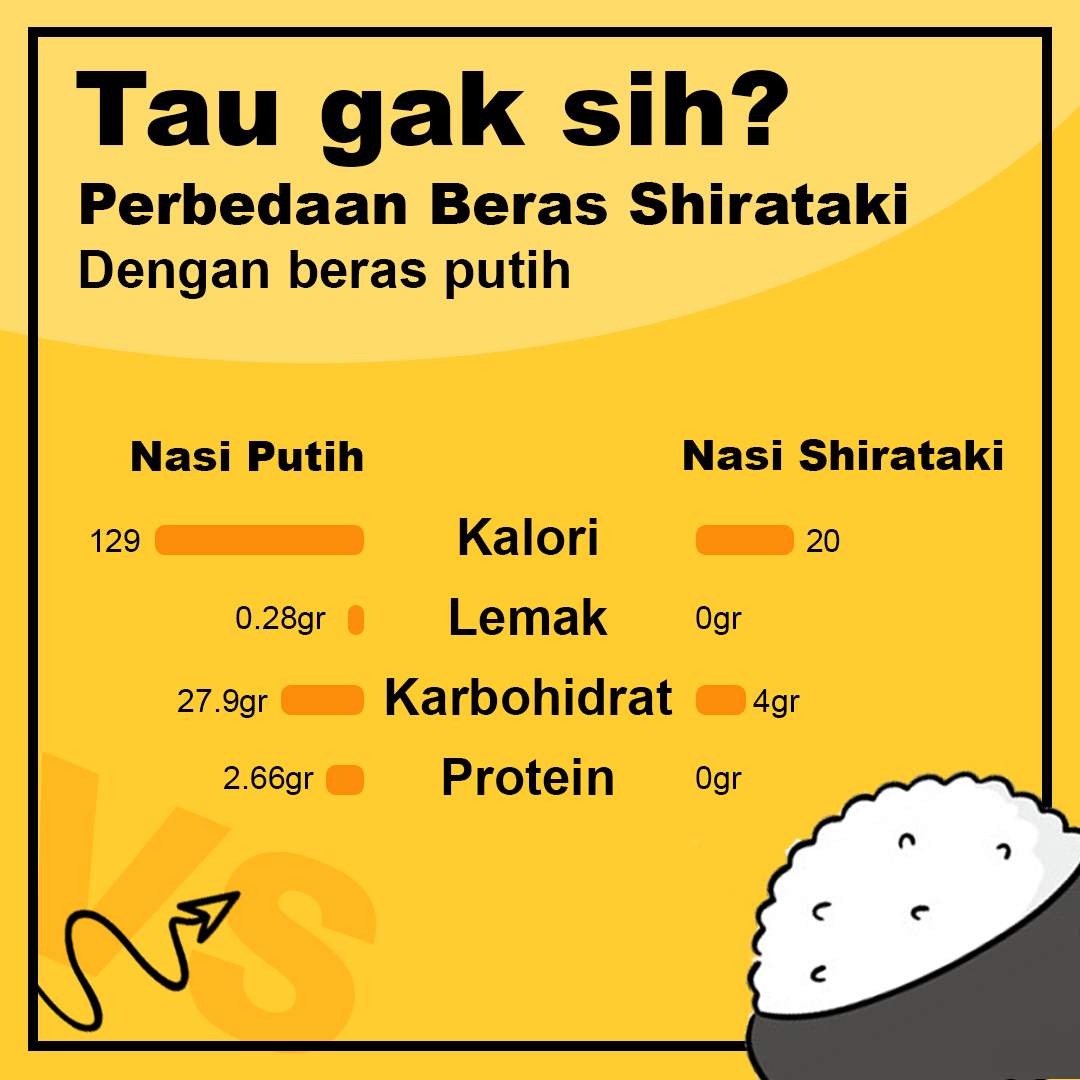 Tau gak sih?
Perbedaan Beras Shirataki
Dengan beras putih
Nasi Putih Nasi Shirataki
129 Kalori 20
0.28gr Lemak 0gr
27.9gr Karbohidrat 4gr
2.66gr Protein 0gr
Vs